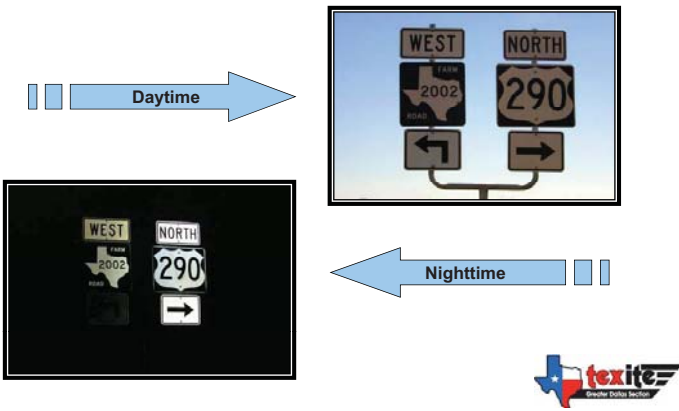 Daytime
WEST NORTH
FARM
2002 290
ROAD
WEST NORTH
FARM
2002 290
ROAD
Nighttime
texite
Greater Dallas Section